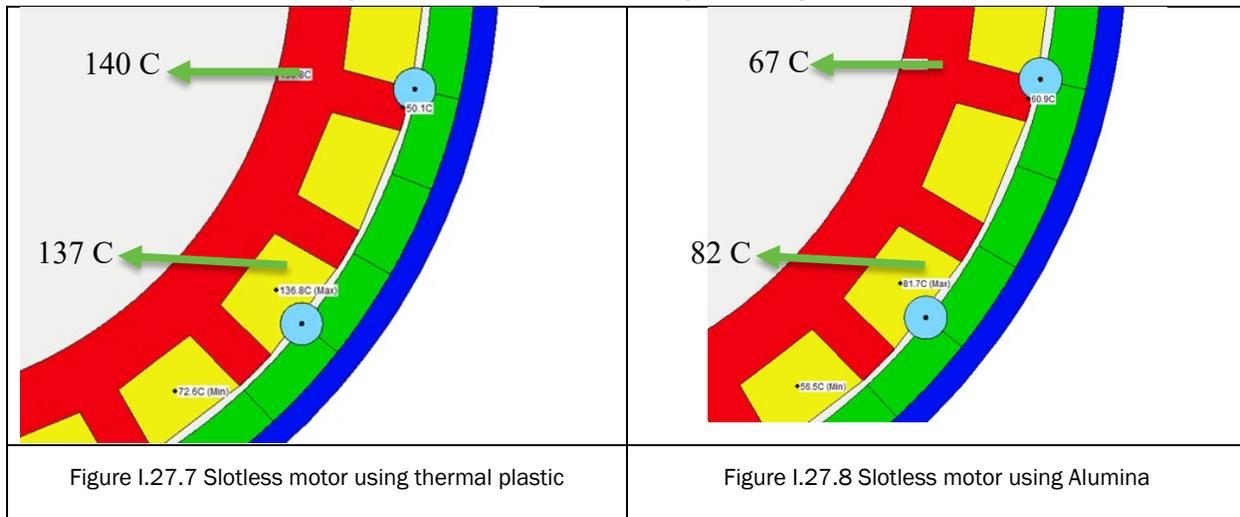 140 C
50.1C
137 C
136.8C (Max)
72.6C (Min)
Figure I.27.7 Slotless motor using thermal plastic
67 C
60.9C
82 C
81.7C (Max)
56.5C (Min)
Figure I.27.8 Slotless motor using Alumina